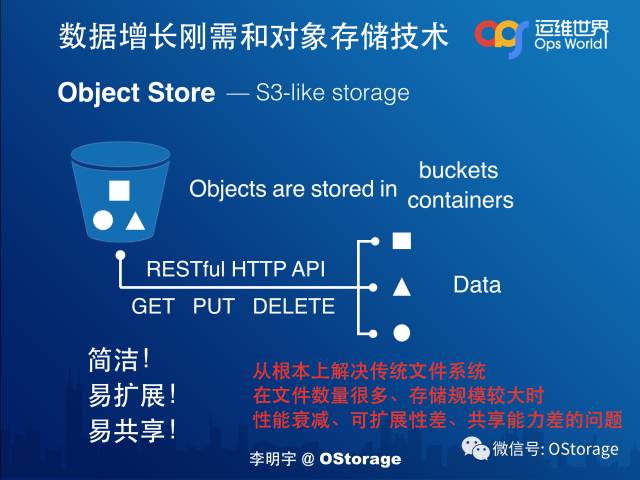 数据增长刚需和对象存储技术
运维世界
Ops World
Object Store — S3-like storage
Objects are stored in
buckets
containers
RESTful HTTP API
GET PUT DELETE
Data
简洁！
易扩展！
易共享！
从根本上解决传统文件系统
在文件数量很多、存储规模较大时
性能衰减、可扩展性差、共享能力差的问题
微信号: OStorage
李明宇 @ OStorage